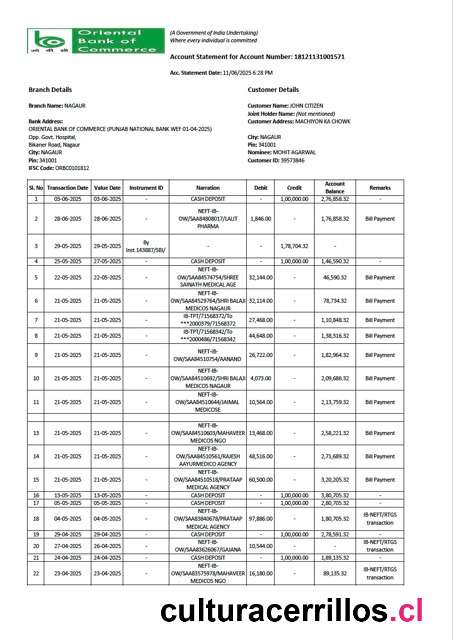 Oriental
Bank of
Commerce
(A Government of India Undertaking)
Where every individual is committed
Account Statement for Account Number: 18121131001571
Acc. Statement Date: 11/06/2025 6:28 PM
Branch Details
Customer Details
Branch Name: NAGAUR
Customer Name: JOHN CITIZEN
Joint Holder Name: (Not mentioned)
Bank Address:
Customer Address: MACHIYON KA CHOWK
ORIENTAL BANK OF COMMERCE (PUNJAB NATIONAL BANK WEF 01-04-2025)
Opp. Govt. Hospital,
City: NAGAUR
Bikaner Road, Nagaur
Pin: 341001
City: NAGAUR
Nominee: MOHIT AGARWAL
Pin: 341001
Customer ID: 39573846
IFSC Code: ORBC0101812
Sl. No Transaction Date Value Date Instrument ID Narration Debit Credit Account Balance Remarks
1 03-06-2025 03-06-2025 - CASH DEPOSIT - 1,00,000.00 2,76,858.32 -
2 28-06-2025 28-06-2025 - NEFT-IB-
OW/SAA84808017/LALIT
PHARMA 1,846.00 - 1,76,858.32 Bill Payment
3 29-05-2025 29-05-2025 By
Inst.143887/SBI/ - - 1,78,704.32 -
4 25-05-2025 27-05-2025 - CASH DEPOSIT - 1,00,000.00 1,46,590.32 -
5 22-05-2025 22-05-2025 - NEFT-IB-
OW/SAA84574754/SHREE
SAINATH MEDICAL AGE 32,144.00 - 46,590.32 Bill Payment
6 21-05-2025 21-05-2025 - NEFT-IB-
OW/SAA84529764/SHRI BALAJI
MEDICOS NAGAUR 32,114.00 - 78,734.32 Bill Payment
7 21-05-2025 21-05-2025 - IB-TPT/71568372/To
***2000379/71568372 27,468.00 - 1,10,848.32 Bill Payment
8 21-05-2025 21-05-2025 - IB-TPT/71568342/To
***2000486/71568342 44,648.00 - 1,38,316.32 Bill Payment
9 21-05-2025 21-05-2025 - NEFT-IB-
OW/SAA84510754/AANAND 26,722.00 - 1,82,964.32 Bill Payment
10 21-05-2025 21-05-2025 - NEFT-IB-
OW/SAA84510692/SHRI BALAJI
MEDICOS NAGAUR 4,073.00 - 2,09,686.32 Bill Payment
11 21-05-2025 21-05-2025 - NEFT-IB-
OW/SAA84510644/JAIMAL
MEDICOSE 10,564.00 - 2,13,759.32 Bill Payment
13 21-05-2025 21-05-2025 - NEFT-IB-
OW/SAA84510603/MAHAVEER
MEDICOS NGO 13,468.00 - 2,58,221.32 Bill Payment
14 21-05-2025 21-05-2025 - NEFT-IB-
OW/SAA84510561/RAJESH
AAYURMEDICO AGENCY 48,516.00 - 2,71,689.32 Bill Payment
15 21-05-2025 21-05-2025 - NEFT-IB-
OW/SAA84510518/PRATAAP
MEDICAL AGENCY 60,500.00 - 3,20,205.32 Bill Payment
16 13-05-2025 13-05-2025 - CASH DEPOSIT - 1,00,000.00 3,80,705.32 -
17 05-05-2025 05-05-2025 - CASH DEPOSIT - 1,00,000.00 2,80,705.32 -
18 04-05-2025 04-05-2025 - NEFT-IB-
OW/SAA83840678/PRATAAP
MEDICAL AGENCY 97,886.00 - 1,80,705.32 IB-NEFT/RTGS
transaction
19 29-04-2025 29-04-2025 - CASH DEPOSIT - 1,00,000.00 2,78,591.32 -
20 27-04-2025 26-04-2025 - NEFT-IB-
OW/SAA83626067/GAJANA 10,544.00 - - IB-NEFT/RTGS
transaction
21 24-04-2025 24-04-2025 - CASH DEPOSIT - 1,00,000.00 1,89,135.32 -
22 23-04-2025 23-04-2025 - NEFT-IB-
OW/SAA83575978/MAHAVEER
MEDICOS NGO 16,180.00 - 89,135.32 IB-NEFT/RTGS
transaction
culturacerrillos.cl